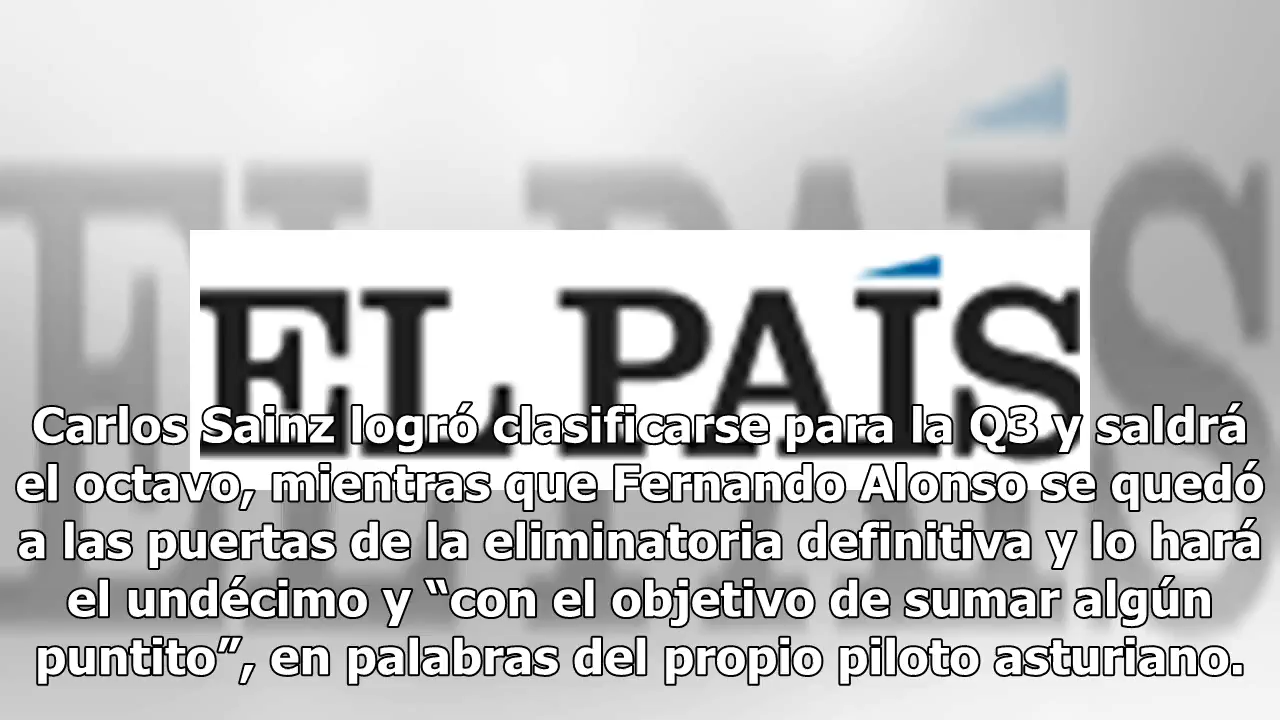 EL PAÍS
EL PAÍS
Carlos Sainz logró clasificarse para la Q3 y saldrá
el octavo, mientras que Fernando Alonso se quedó
a las puertas de la eliminatoria definitiva y lo hará
el undécimo y “con el objetivo de sumar algún
puntito”, en palabras del propio piloto asturiano.